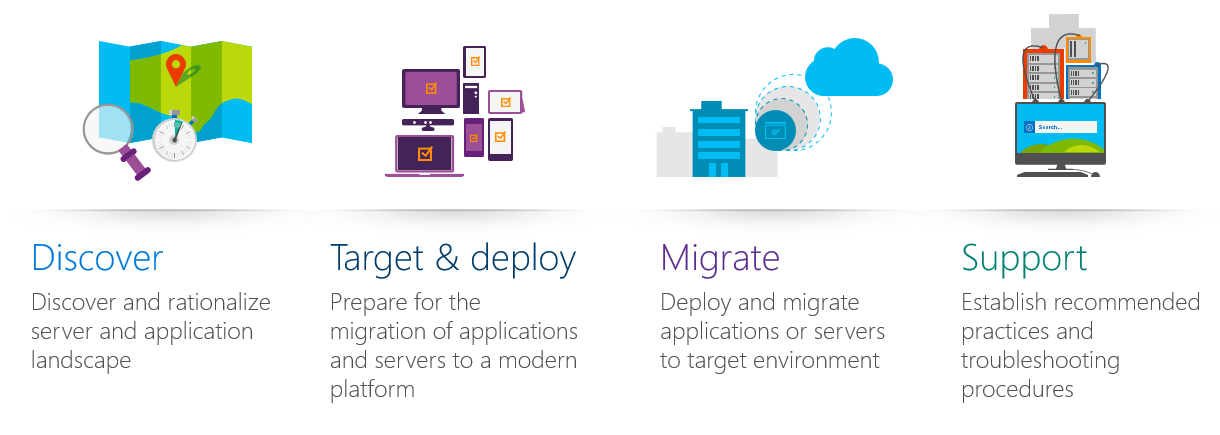 Search...
Discover
Discover and rationalize
server and application
landscape
Target & deploy
Prepare for the
migration of applications
and servers to a modern
platform
Migrate
Deploy and migrate
applications or servers
to target environment
Support
Establish recommended
practices and
troubleshooting
procedures